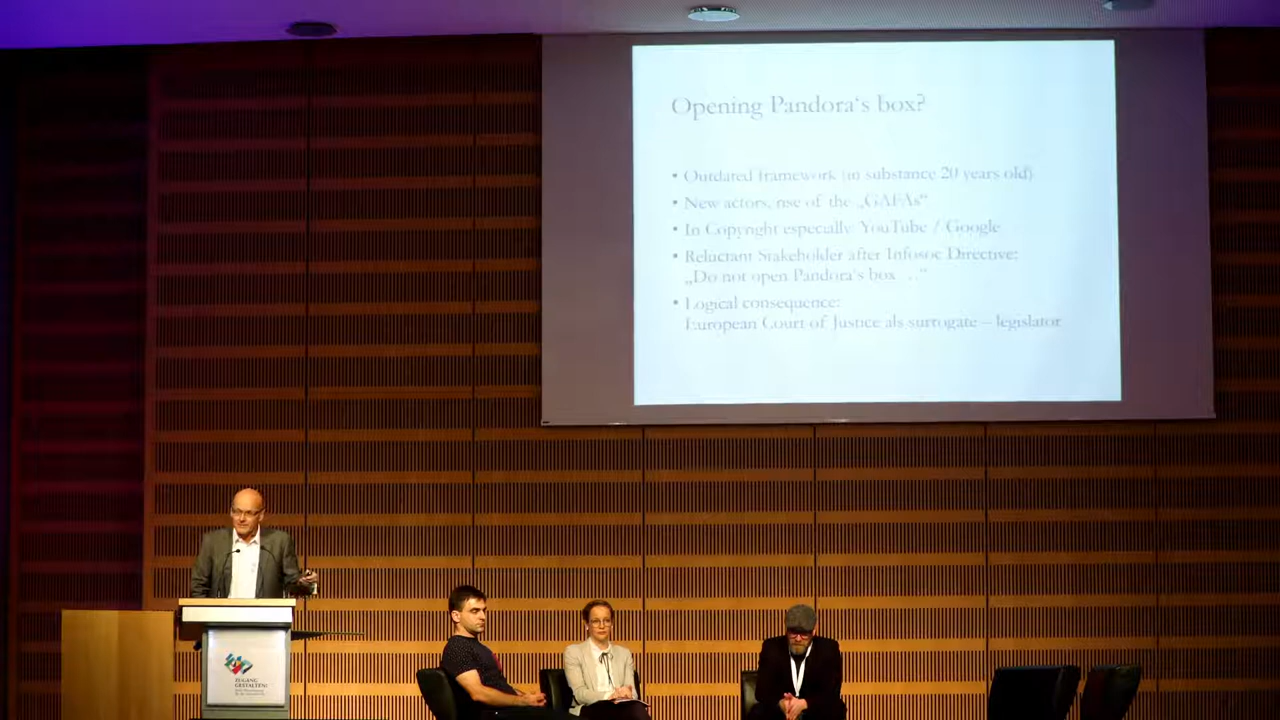 Opening Pandora‘s box?
• Outdated framework (in substance 20 years old)
• New actors, rise of the „GAFAs“
• In Copyright especially YouTube / Google
• Reluctant Stakeholder after Infosoc Directive:
„Do not open Pandora‘s box …“
• Logical consequence:
European Court of Justice als surrogate – legislator
ZUGANG
GESTALTEN!